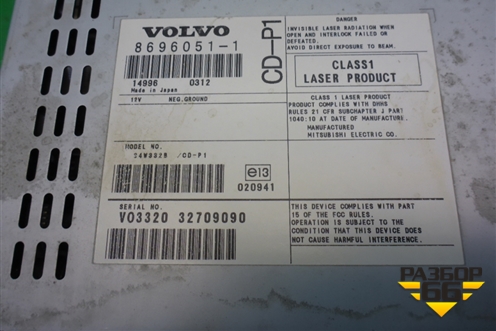 VOLVO
8696051-1
14996 0312
Made in Japan
12V NEG.GROUND
MODEL NO.
/CD-P1
e13
020941
SERIAL NO.
VO3320 32709090
CD-P1
DANGER
INVISIBLE LASER RADIATION WHEN
OPEN AND INTERLOCK FAILED OR
DEFEATED.
AVOID DIRECT EXPOSURE TO BEAM.
CLASS1
LASER PRODUCT
CLASS 1 LASER PRODUCT
PRODUCT COMPLIES WITH DHHS
RULES 21 CFR SUBCHAPTER J PART
1040:10 AT DATE OF MANUFACTURE.
MANUFACTURED
MITSUBISHI ELECTRIC CO.
THIS DEVICE COMPLIES WITH PART
15 OF THE FCC RULES.
OPERATION IS SUBJECT TO THE
CONDITION THAT THIS DEVICE DOES
NOT CAUSE HARMFUL INTERFERENCE.
РАЗБОР
66